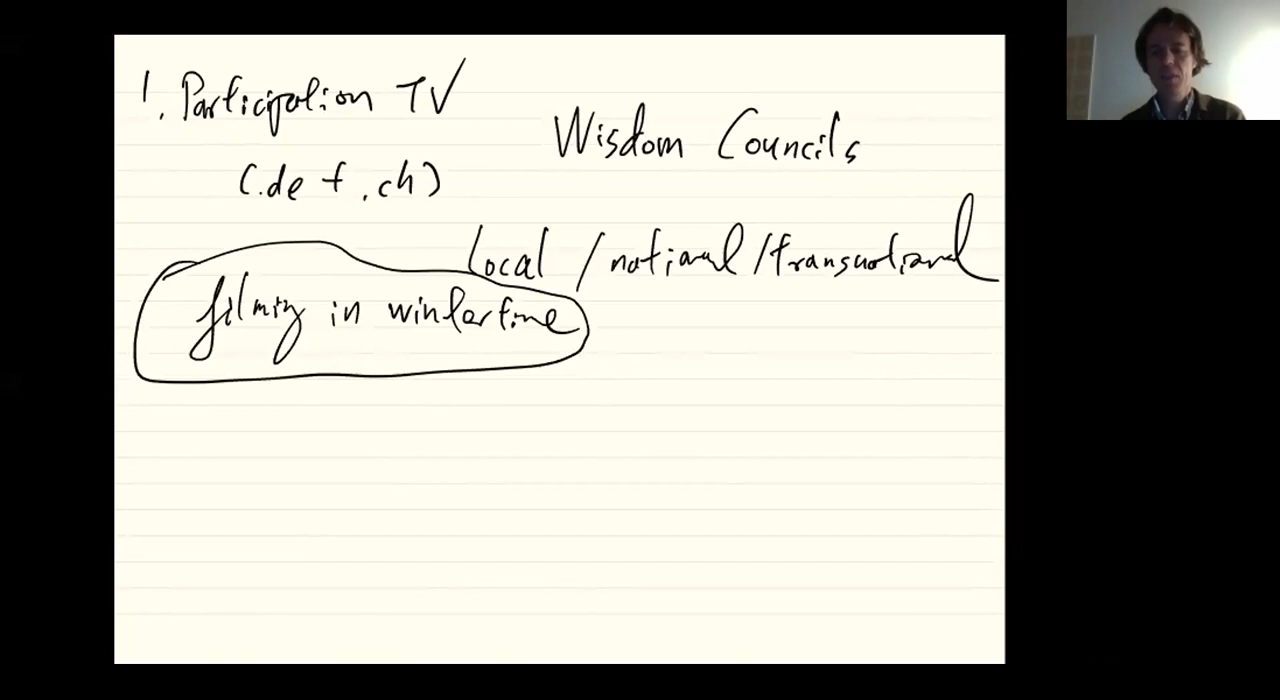 1. Participation TV
Wisdom Councils
(.de + .ch)
Local / national / transnational
filming in wintertime